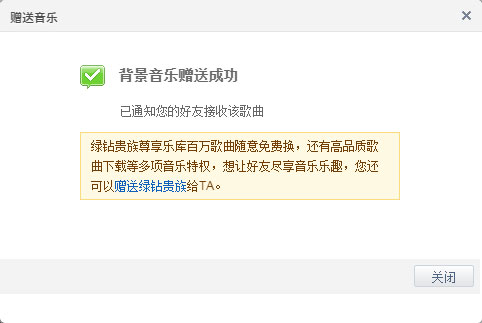 赠送音乐
背景音乐赠送成功
已通知您的好友接收该歌曲
绿钻贵族尊享乐库百万歌曲随意免费换，还有高品质歌
曲下载等多项音乐特权，想让好友尽享音乐乐趣，您还
可以赠送绿钻贵族给TA。
关闭